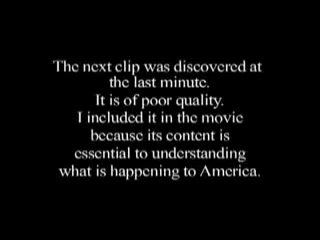 The next clip was discovered at
the last minute.
It is of poor quality.
I included it in the movie
because its content is
essential to understanding
what is happening to America.